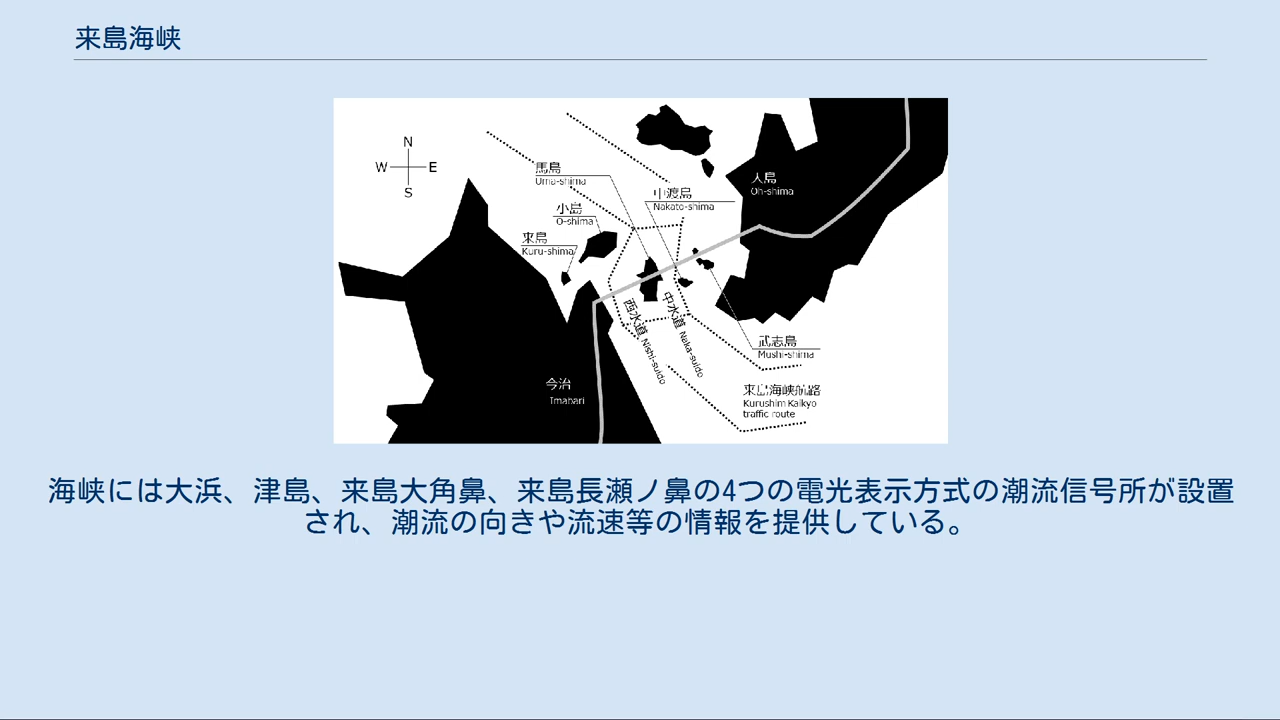 来島海峡
N
W
E
S
馬島
Uma-shima
中渡島
Nakato-shima
大島
Oh-shima
小島
O-shima
来島
Kuru-shima
西水道 Nishi-suido
中水道 Naka-suido
武志島
Mushi-shima
今治
Imabari
来島海峡航路
Kurushim Kaikyo
traffic route
海峡には大浜、津島、来島大角鼻、来島長瀬ノ鼻の4つの電光表示方式の潮流信号所が設置
され、潮流の向きや流速等の情報を提供している。